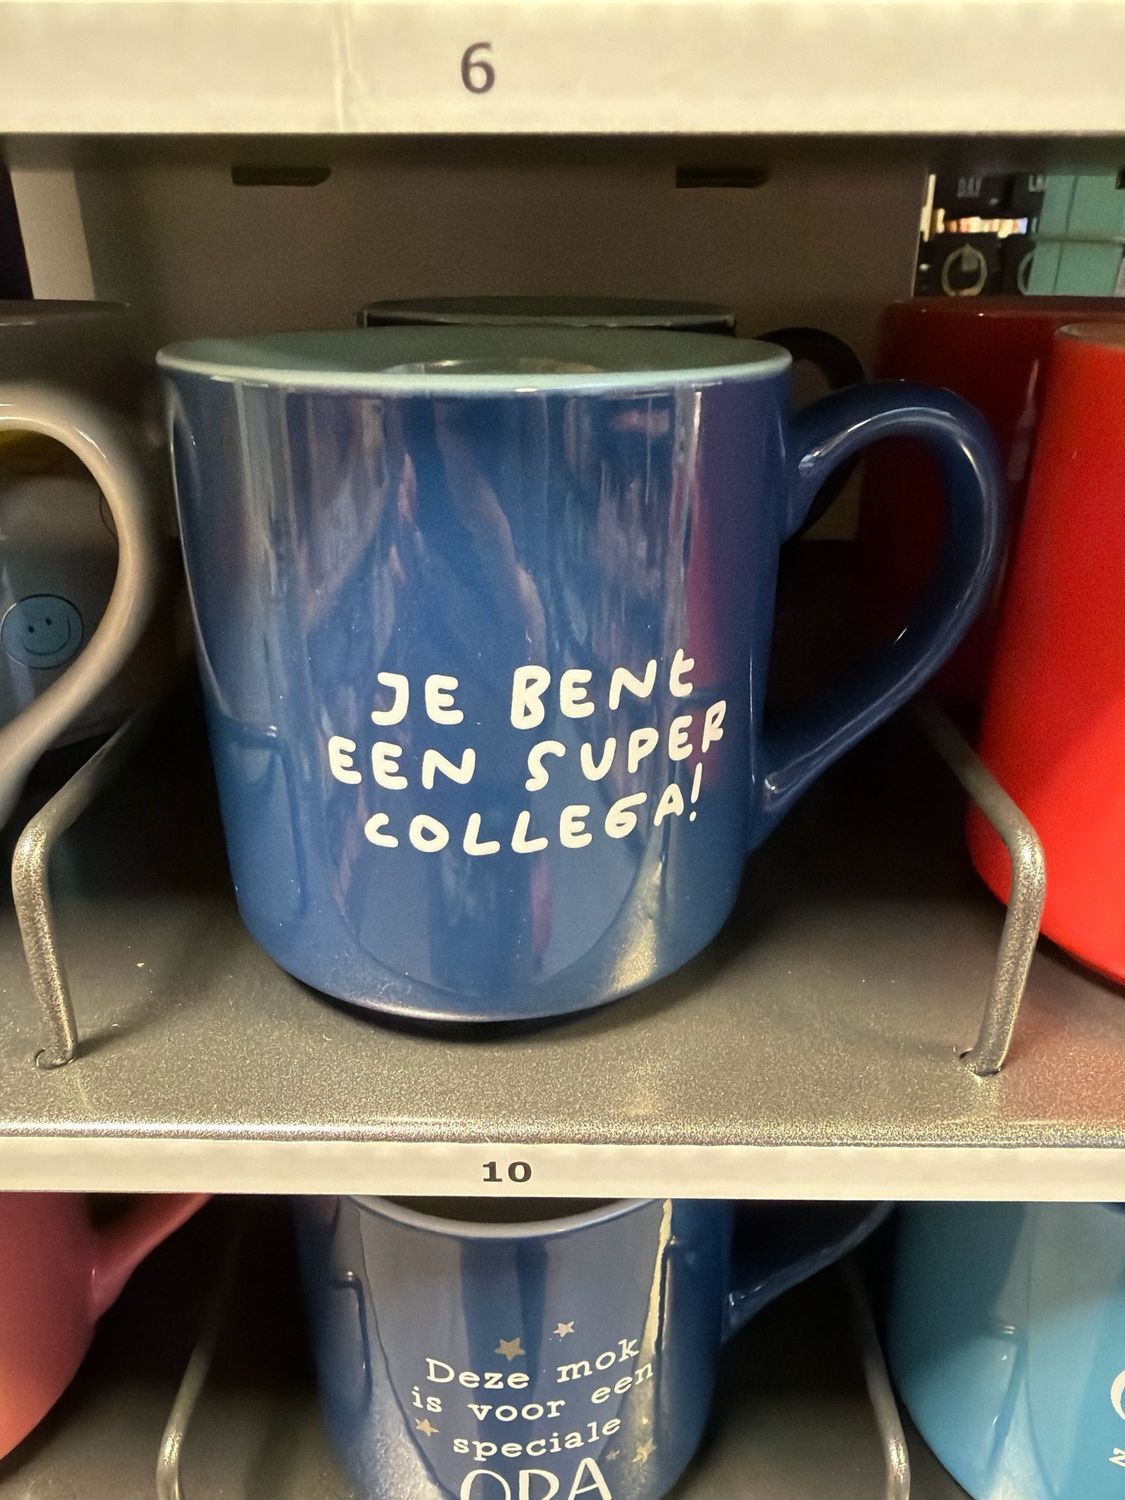 6
JE BENT
EEN SUPER
COLLEGA!
10
Deze mok
is voor een
speciale
OPA